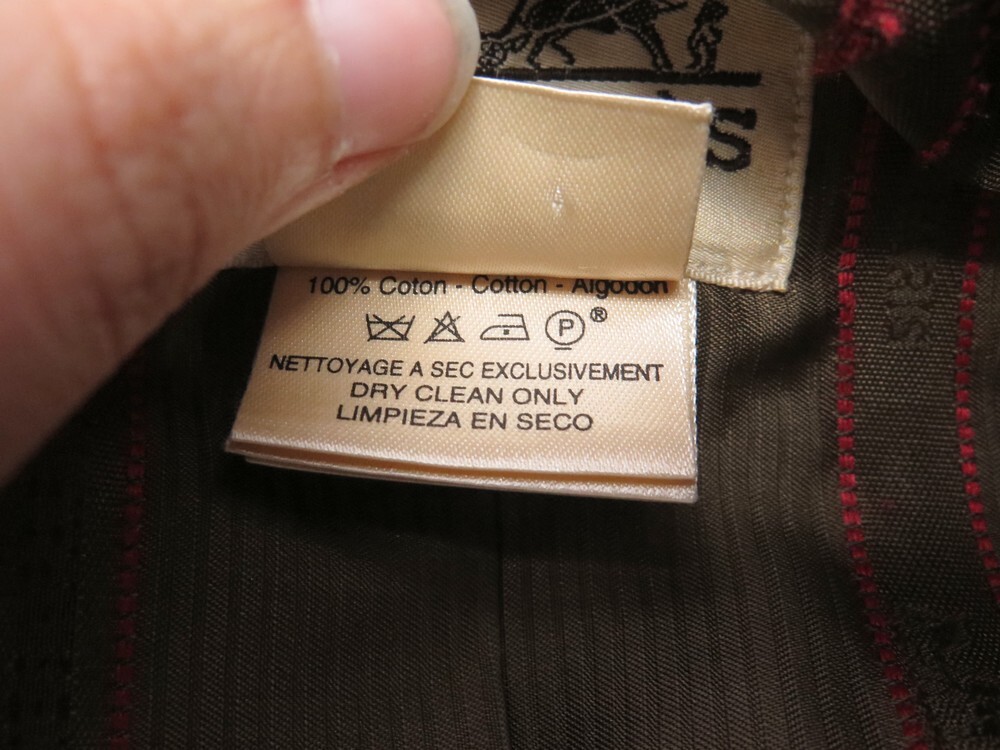 S
100% Coton - Cotton - Algodon
P ®
NETTOYAGE A SEC EXCLUSIVEMENT
DRY CLEAN ONLY
LIMPIEZA EN SECO